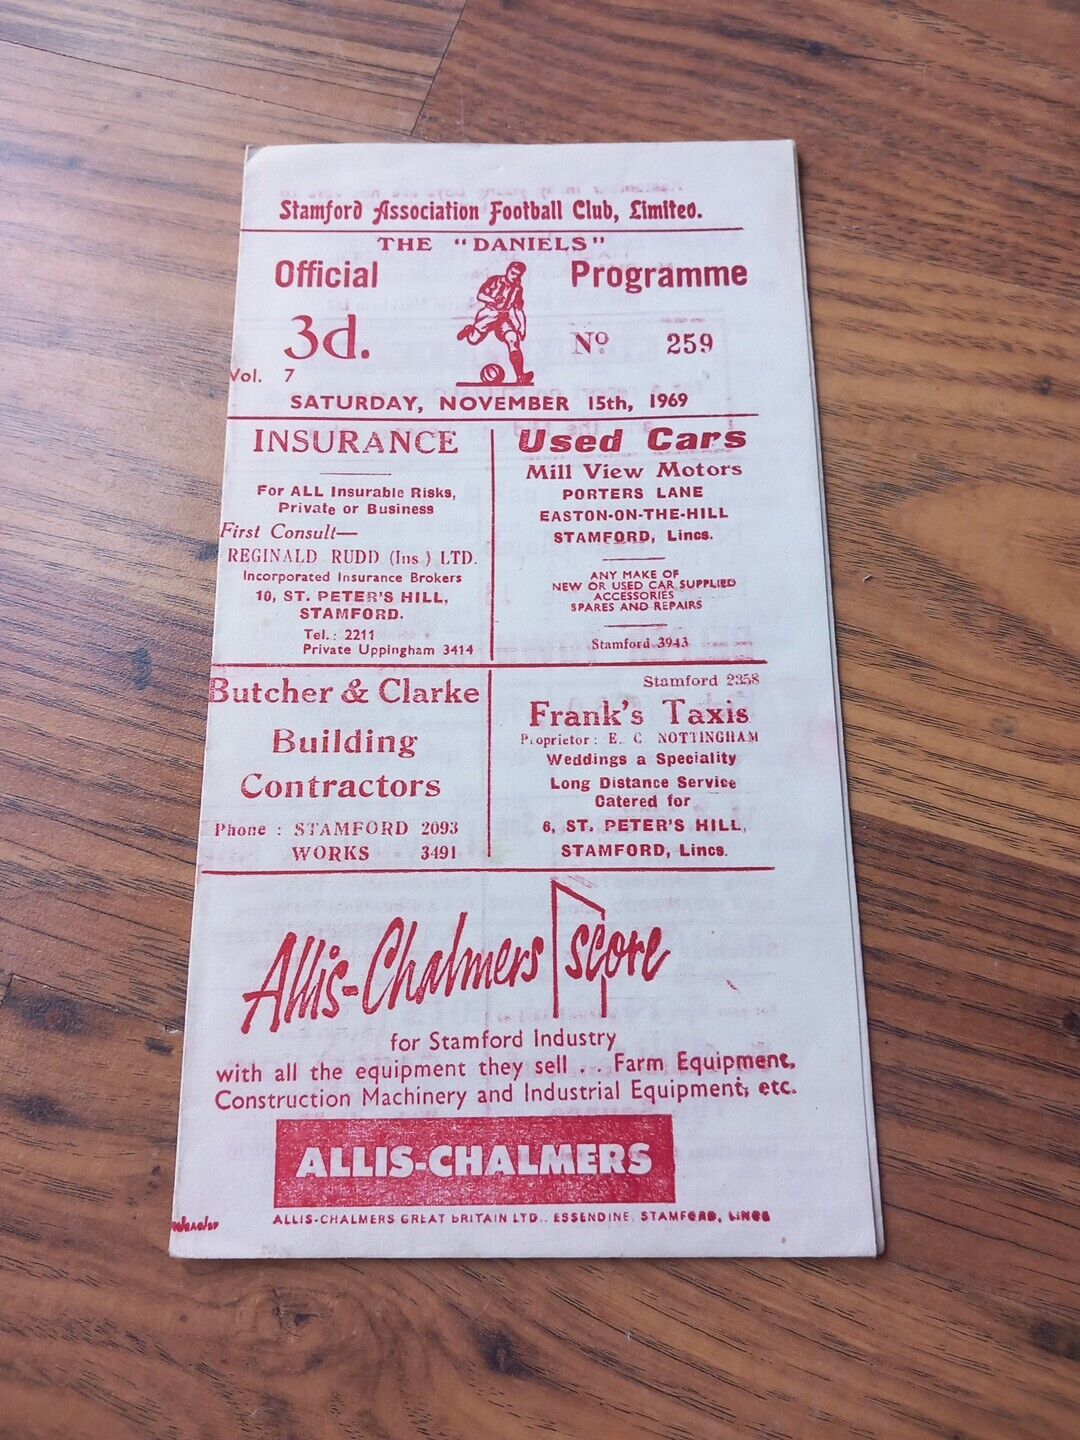 Stamford Association Football Club, Limited.
THE "DANIELS"
Official Programme
3d. No 259
Vol. 7
SATURDAY, NOVEMBER 15th, 1969
INSURANCE
For ALL Insurable Risks,
Private or Business
First Consult—
REGINALD RUDD (Ins.) LTD.
Incorporated Insurance Brokers
10, ST. PETER'S HILL,
STAMFORD.
Tel.: 2211
Private Uppingham 3414
Used Cars
Mill View Motors
PORTERS LANE
EASTON-ON-THE-HILL
STAMFORD, Lincs.
ANY MAKE OF
NEW OR USED CAR SUPPLIED
ACCESSORIES
SPARES AND REPAIRS
Stamford 3943
Butcher & Clarke
Building
Contractors
Phone : STAMFORD 2093
WORKS 3491
Stamford 2358
Frank's Taxis
Proprietor : E. C. NOTTINGHAM
Weddings a Speciality
Long Distance Service
Catered for
6, ST. PETER'S HILL,
STAMFORD, Lincs.
Allis-Chalmers score
for Stamford Industry
with all the equipment they sell . . Farm Equipment,
Construction Machinery and Industrial Equipment, etc.
ALLIS-CHALMERS
ALLIS-CHALMERS GREAT BRITAIN LTD., ESSENDINE, STAMFORD, LINCS